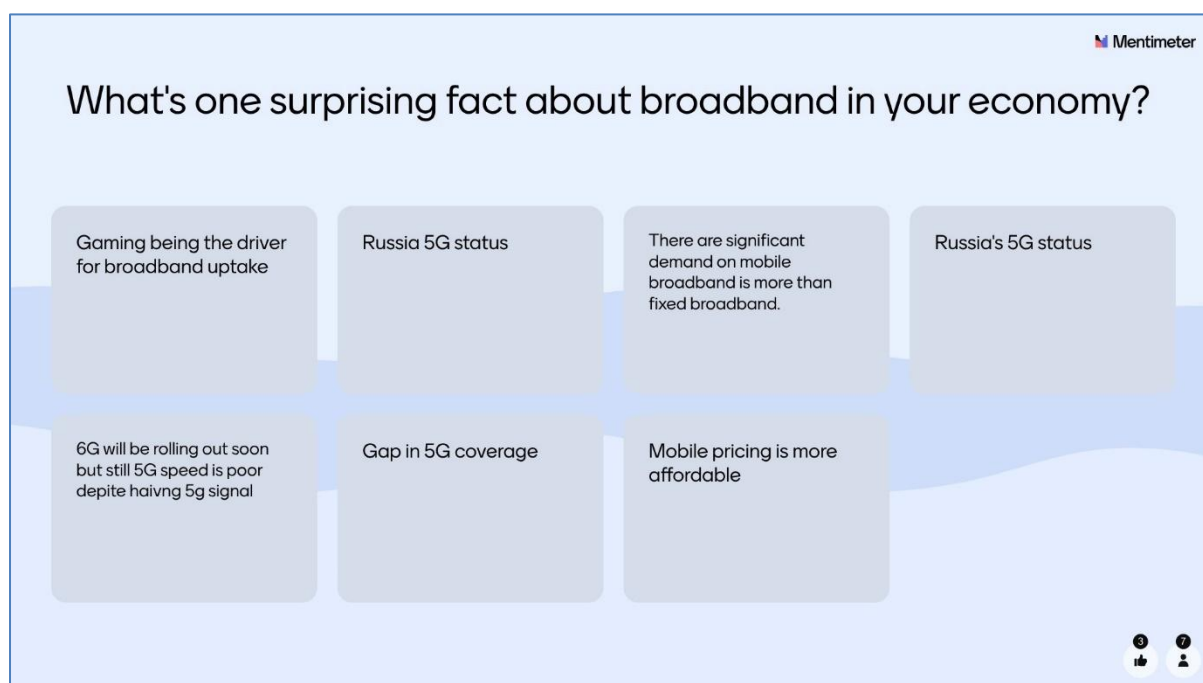 Mentimeter
What's one surprising fact about broadband in your economy?
Gaming being the driver
for broadband uptake
Russia 5G status
There are significant
demand on mobile
broadband is more than
fixed broadband.
Russia's 5G status
6G will be rolling out soon
but still 5G speed is poor
depite haivng 5g signal
Gap in 5G coverage
Mobile pricing is more
affordable
3
7